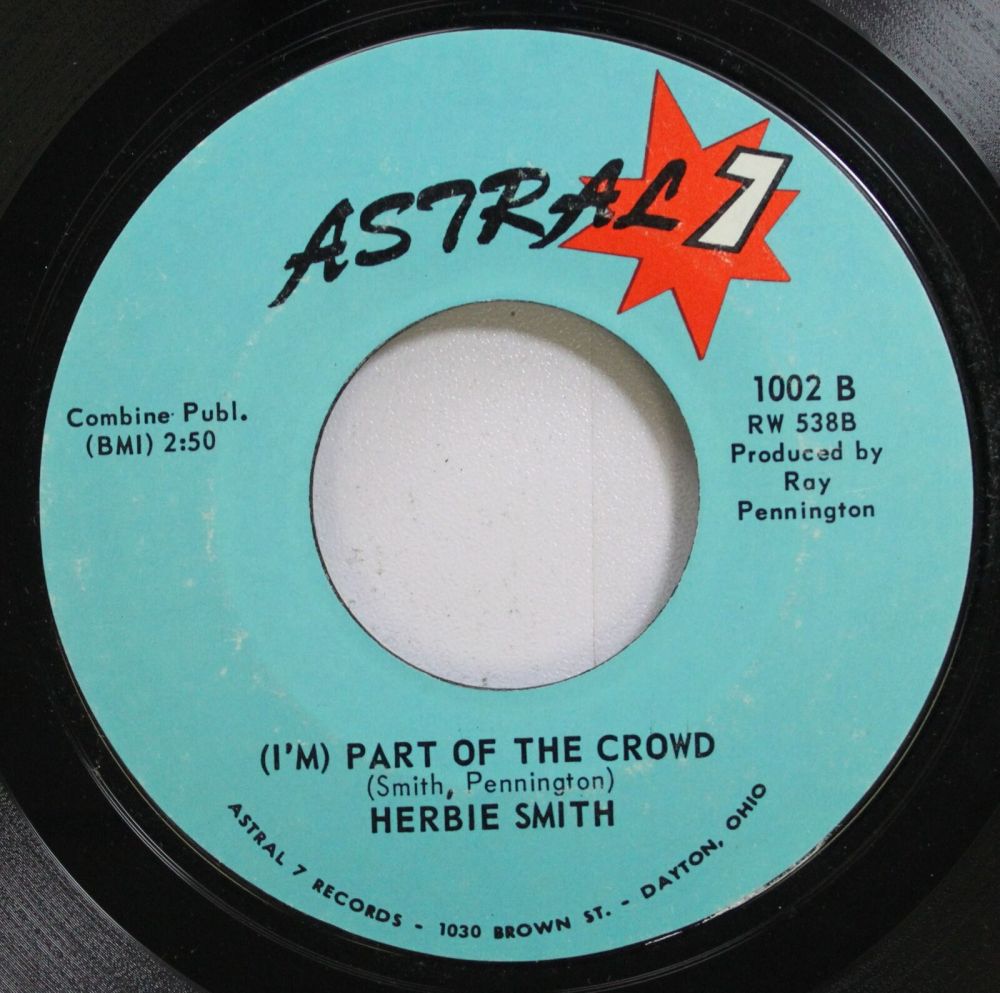 ASTRAL 7
Combine Publ.
(BMI) 2:50
1002 B
RW 538B
Produced by
Ray
Pennington
(I'M) PART OF THE CROWD
(Smith, Pennington)
HERBIE SMITH
ASTRAL 7 RECORDS - 1030 BROWN ST. - DAYTON, OHIO